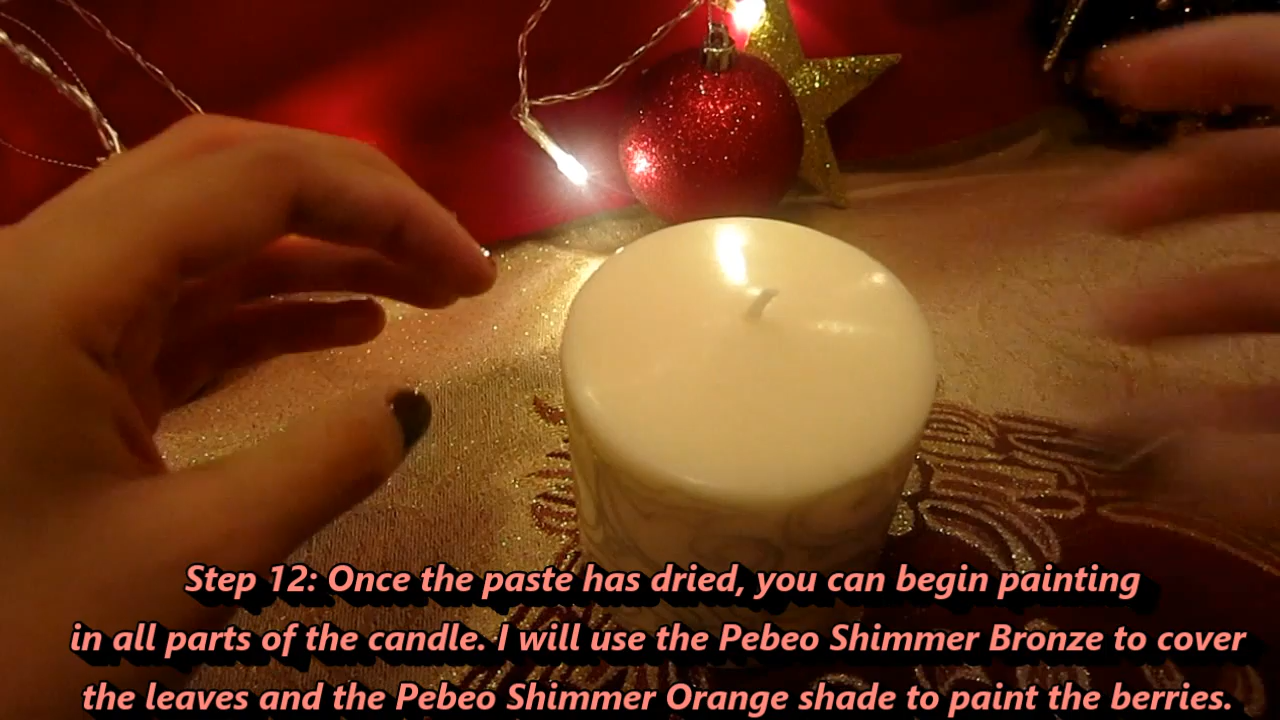 Step 12: Once the paste has dried, you can begin painting
in all parts of the candle. I will use the Pebeo Shimmer Bronze to cover
the leaves and the Pebeo Shimmer Orange shade to paint the berries.